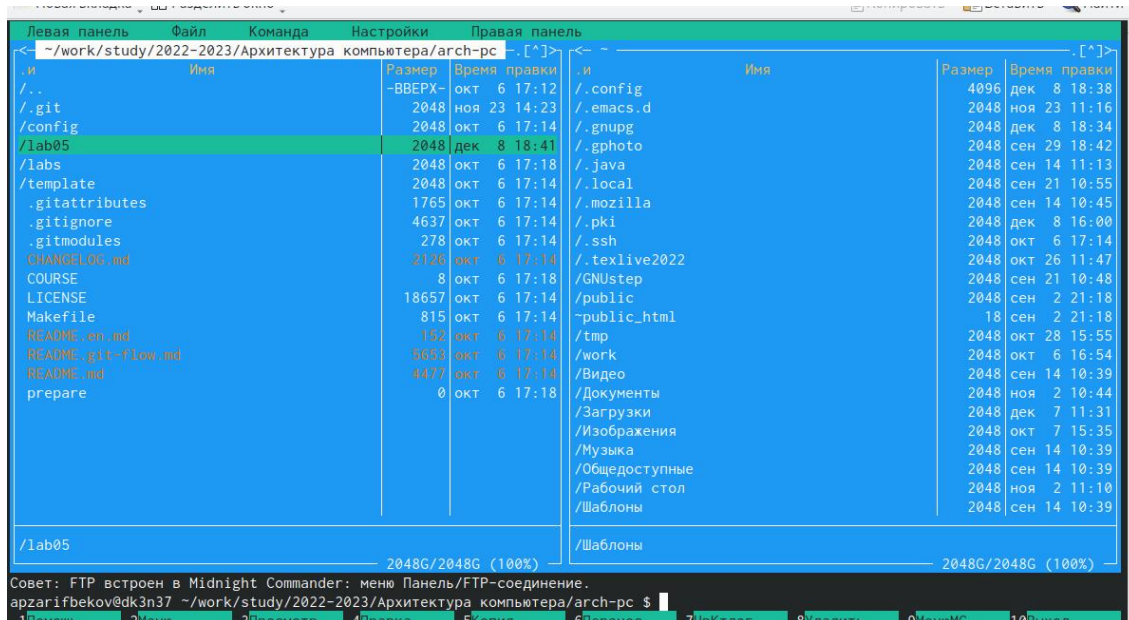 Левая панель Файл Команда Настройки Правая панель
<- ~/work/study/2022-2023/Архитектура компьютера/arch-pc -.[^]>
.и Имя Размер Время правки
/.. -ВВЕРХ- окт 6 17:12
/.git 2048 ноя 23 14:23
/config 2048 окт 6 17:14
/lab05 2048 дек 8 18:41
/labs 2048 окт 6 17:18
/template 2048 окт 6 17:14
.gitattributes 1765 окт 6 17:14
.gitignore 4637 окт 6 17:14
.gitmodules 278 окт 6 17:14
CHANGELOG.md 2126 окт 6 17:14
COURSE 8 окт 6 17:18
LICENSE 18657 окт 6 17:14
Makefile 815 окт 6 17:14
README.en.md 152 окт 6 17:14
README.git-flow.md 5653 окт 6 17:14
README.md 4477 окт 6 17:14
prepare 0 окт 6 17:18
/lab05
2048G/2048G (100%)
<- ~ .[^]>
.и Имя Размер Время правки
/.config 4096 дек 8 18:38
/.emacs.d 2048 ноя 23 11:16
/.gnupg 2048 дек 8 18:34
/.gphoto 2048 сен 29 18:42
/.java 2048 сен 14 11:13
/.local 2048 сен 21 10:55
/.mozilla 2048 сен 14 10:45
/.pki 2048 дек 8 16:00
/.ssh 2048 окт 6 17:14
/.texlive2022 2048 окт 26 11:47
/GNUstep 2048 сен 21 10:48
/public 2048 сен 2 21:18
~public_html 18 сен 2 21:18
/tmp 2048 окт 28 15:55
/work 2048 окт 6 16:54
/Видео 2048 сен 14 10:39
/Документы 2048 ноя 2 10:44
/Загрузки 2048 дек 7 11:31
/Изображения 2048 окт 7 15:35
/Музыка 2048 сен 14 10:39
/Общедоступные 2048 сен 14 10:39
/Рабочий стол 2048 ноя 2 11:10
/Шаблоны 2048 сен 14 10:39
/Шаблоны
2048G/2048G (100%)
Совет: FTP встроен в Midnight Commander: меню Панель/FTP-соединение.
apzarifbekov@dk3n37 ~/work/study/2022-2023/Архитектура компьютера/arch-pc $